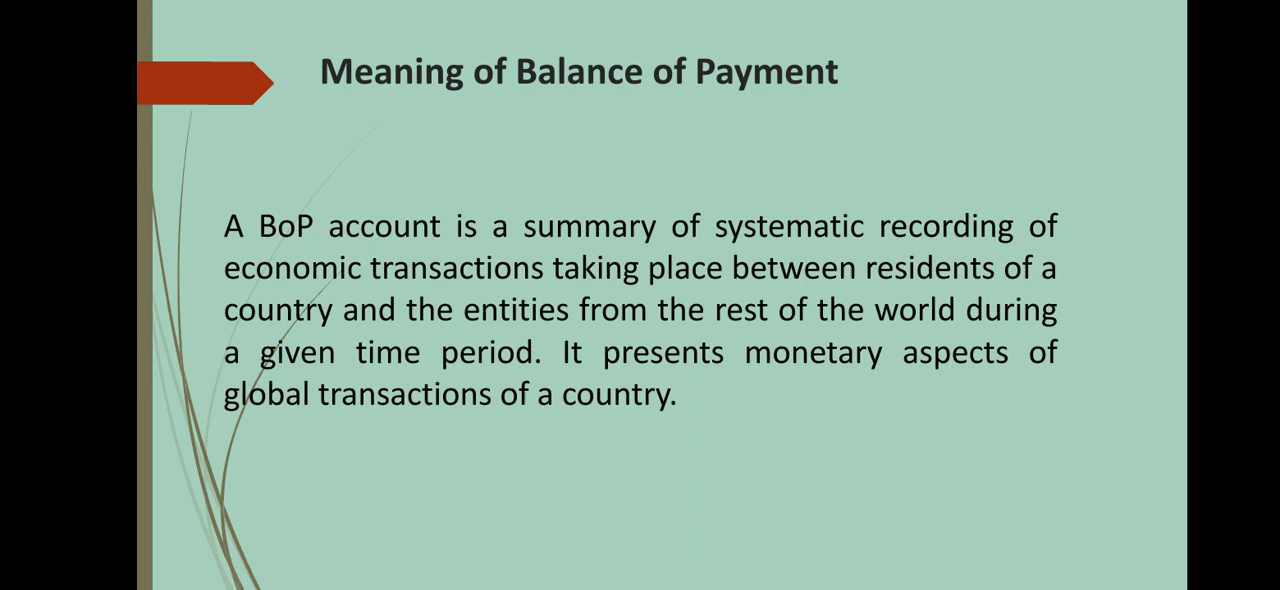 Meaning of Balance of Payment
A BoP account is a summary of systematic recording of
economic transactions taking place between residents of a
country and the entities from the rest of the world during
a given time period. It presents monetary aspects of
global transactions of a country.